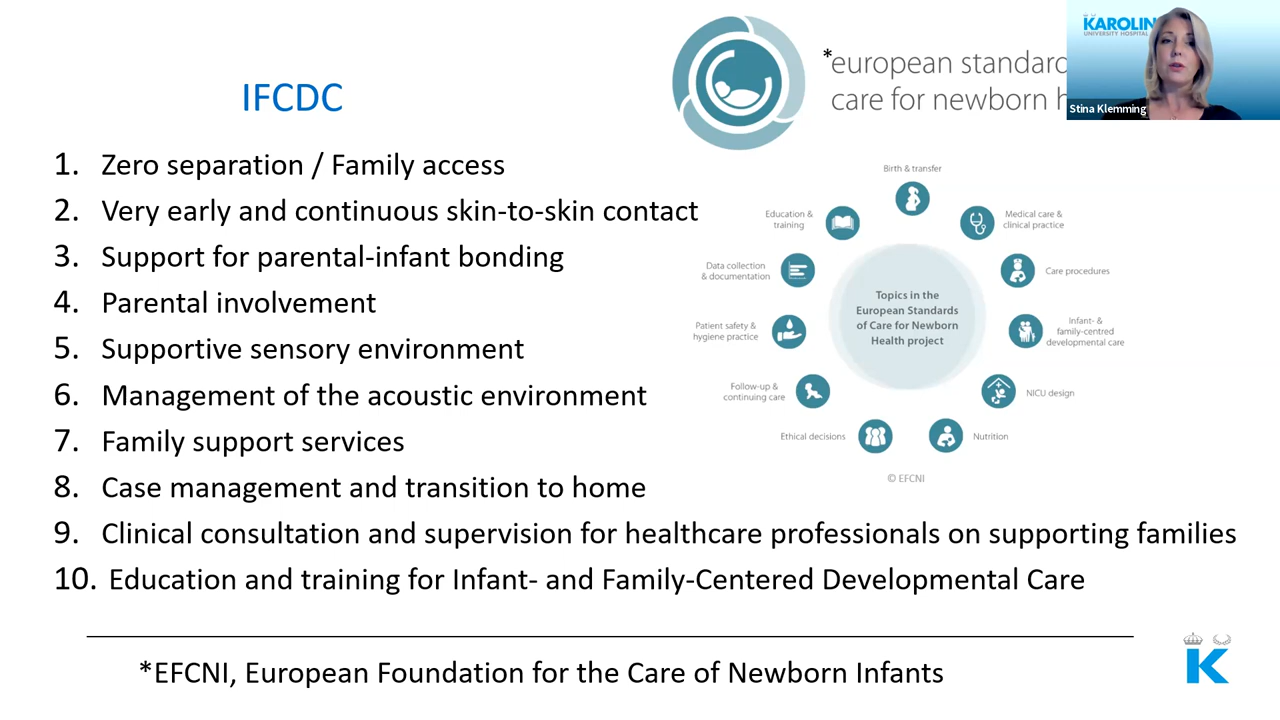 KAROLIN
UNIVERSITY HOSPITAL
Stina Klemming
*european standard
care for newborn h
IFCDC
1. Zero separation / Family access
2. Very early and continuous skin-to-skin contact
3. Support for parental-infant bonding
4. Parental involvement
5. Supportive sensory environment
6. Management of the acoustic environment
7. Family support services
8. Case management and transition to home
9. Clinical consultation and supervision for healthcare professionals on supporting families
10. Education and training for Infant- and Family-Centered Developmental Care
Birth & transfer
Medical care &
clinical practice
Care procedures
Infant- &
family-centred
developmental care
NICU design
Nutrition
Ethical decisions
Follow-up &
continuing care
Patient safety &
hygiene practice
Data collection
& documentation
Education &
training
Topics in the
European Standards
of Care for Newborn
Health project
© EFCNI
*EFCNI, European Foundation for the Care of Newborn Infants
K